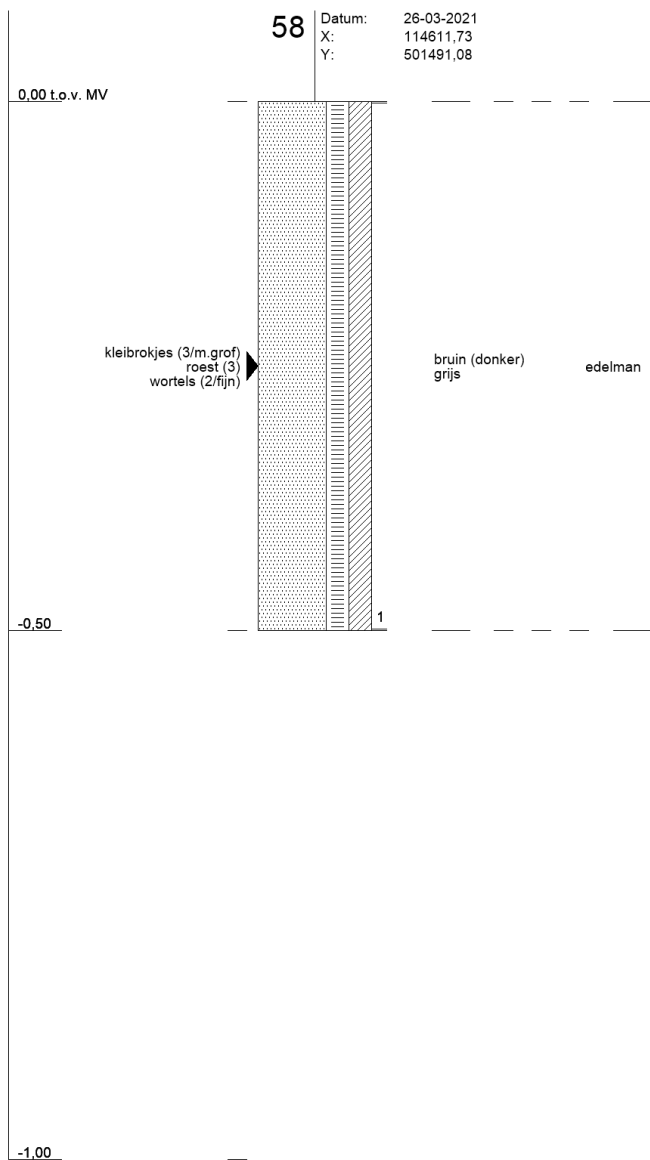 58
Datum: 26-03-2021
X: 114611,73
Y: 501491,08
0,00 t.o.v. MV
kleibrokjes (3/m.grof)
roest (3)
wortels (2/fijn)
bruin (donker)
grijs
edelman
1
-0,50
-1,00